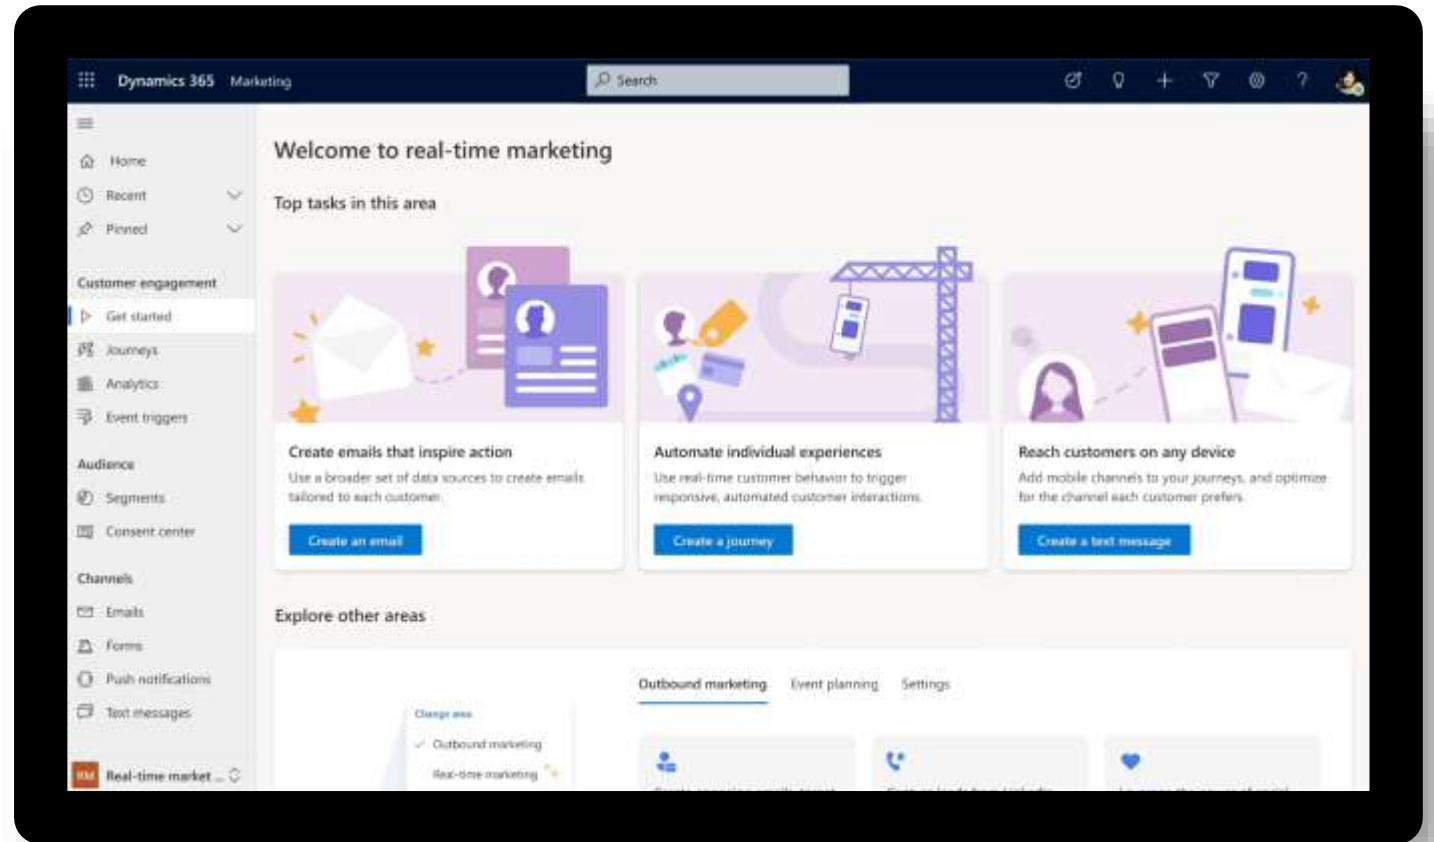 Dynamics 365 Marketing
Search
Home
Recent
Pinned
Customer engagement
Get started
Journeys
Analytics
Event triggers
Audience
Segments
Consent center
Channels
Emails
Forms
Push notifications
Text messages
RM Real-time market ...
Welcome to real-time marketing
Top tasks in this area
Create emails that inspire action
Use a broader set of data sources to create emails
tailored to each customer.
Create an email
Automate individual experiences
Use real-time customer behavior to trigger
responsive, automated customer interactions.
Create a journey
Reach customers on any device
Add mobile channels to your journeys, and optimize
for the channel each customer prefers.
Create a text message
Explore other areas
Change area
Outbound marketing
Real-time marketing
Outbound marketing Event planning Settings